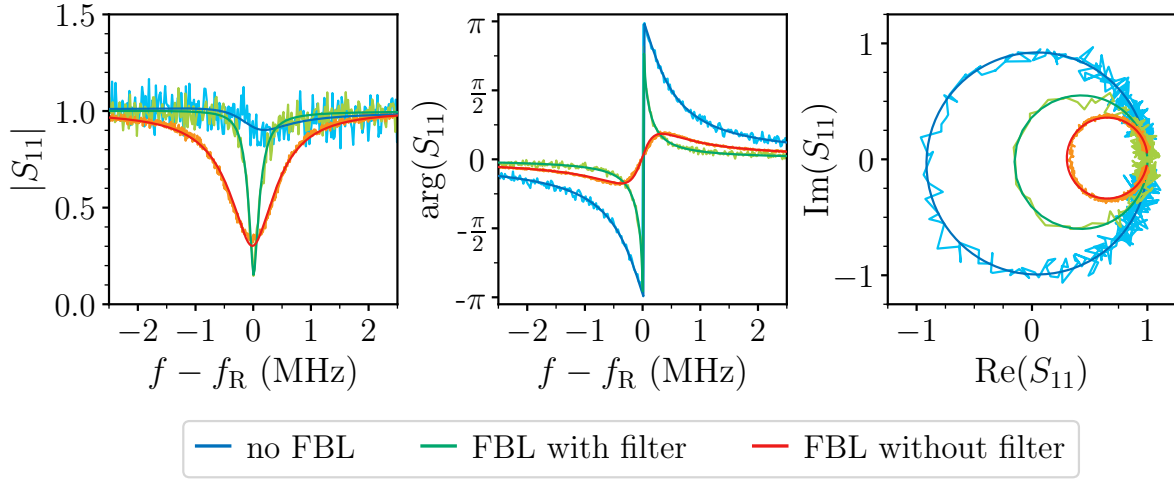 |S₁₁|
1.5
1.0
0.5
0.0
−2 −1 0 1 2
f − f_R (MHz)
arg(S₁₁)
π
π/2
0
-π/2
-π
−2 −1 0 1 2
f − f_R (MHz)
Im(S₁₁)
1
0
−1
−1 0 1
Re(S₁₁)
no FBL FBL with filter FBL without filter